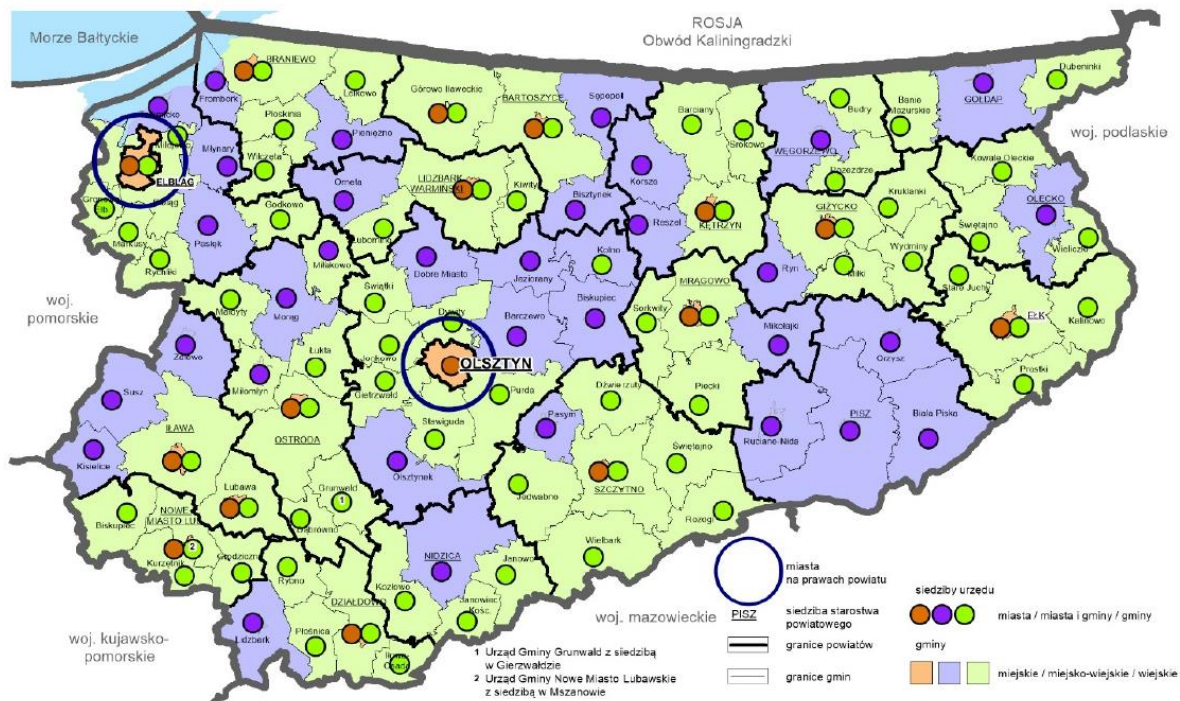 ROSJA
Obwód Kaliningradzki
Morze Bałtyckie
BRANIEWO
Lelkowo
Górowo Iławeckie
BARTOSZYCE
Sępopol
Barciany
Srokowo
Budry
Banie
Mazurskie
GOŁDAP
Dubeninki
woj. podlaskie
Frombork
Płoskinia
Pieniężno
Młynary
Wilczęta
WĘGORZEWO
Pozezdrze
Kowale Oleckie
ELBLĄG
Orneta
LIDZBARK
WARMIŃSKI
Kiwity
Bisztynek
Korsze
Reszel
KĘTRZYN
GIŻYCKO
Kruklanki
OLECKO
Świętajno
Wieliczki
Godkowo
Markusy
Pasłęk
Rychliki
Lubomino
Miłakowo
Dobre Miasto
Jeziorany
Kolno
Ryn
Miłki
Wydminy
Stare Juchy
MRĄGOWO
Sorkwity
Mikołajki
EŁK
Kalinowo
Prostki
woj.
pomorskie
Małdyty
Morąg
Świątki
Dywity
Barczewo
Biskupiec
Zalewo
Łukta
Jonkowo
OLSZTYN
Gietrzwałd
Purda
Miłomłyn
Susz
Dźwierzuty
Piecki
Orzysz
PISZ
Biała Piska
Ruciane-Nida
OSTRÓDA
Stawiguda
Pasym
Świętajno
IŁAWA
Kisielice
Olsztynek
SZCZYTNO
Jedwabno
Lubawa
Grunwald
1
Dąbrówno
Rozogi
NOWE
MIASTO LUB.
Biskupiec
2
Kurzętnik
Grodziczno
Wielbark
NIDZICA
Janowo
Rybno
Kozłowo
Janowiec
Kośc.
DZIAŁDOWO
Lidzbark
Płośnica
Iłowo
Osada
woj. kujawsko-
pomorskie
woj. mazowieckie
1 Urząd Gminy Grunwald z siedzibą
w Gierzwałdzie
2 Urząd Gminy Nowe Miasto Lubawskie
z siedzibą w Mszanowie
miasta
na prawach powiatu
PISZ
siedziba starostwa
powiatowego
granice powiatów
granice gmin
siedziby urzędu
miasta / miasta i gminy / gminy
gminy
miejskie / miejsko-wiejskie / wiejskie